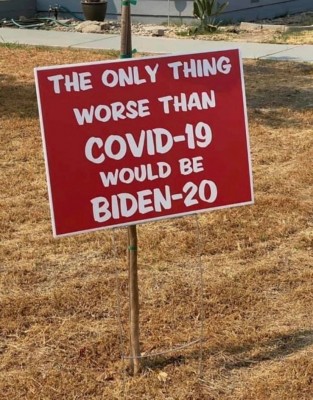 THE ONLY THING
WORSE THAN
COVID-19
WOULD BE
BIDEN-20